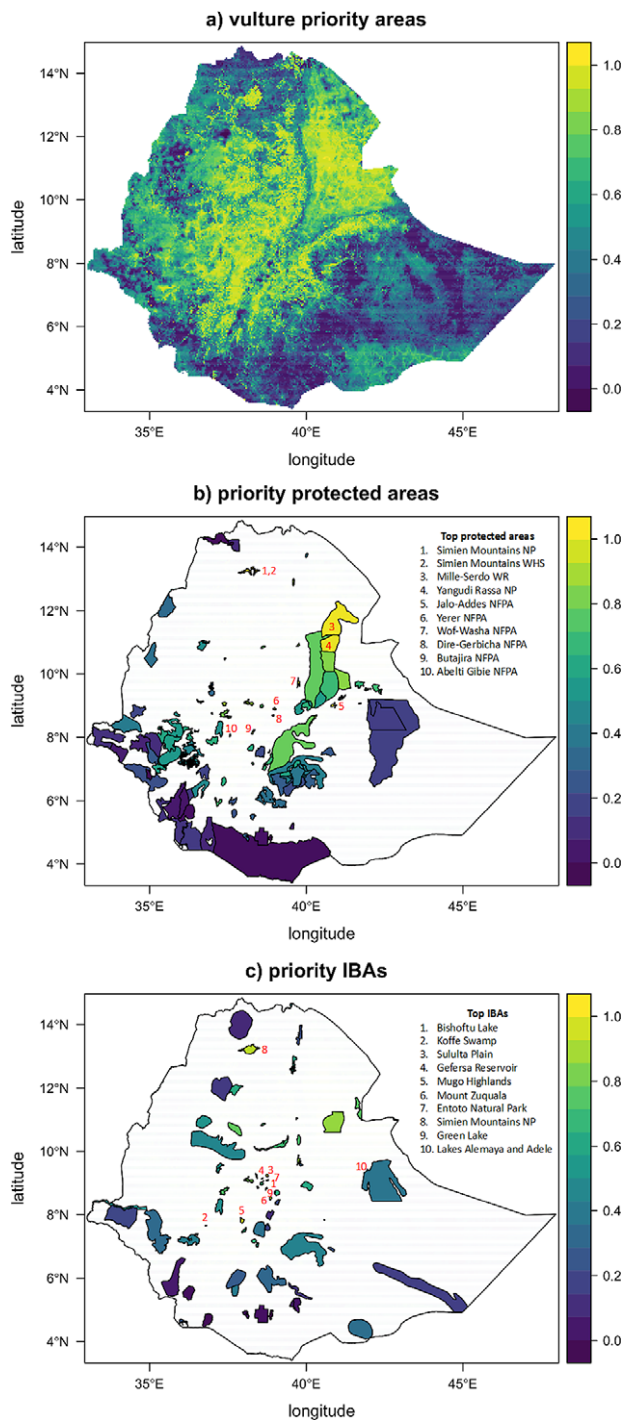 a) vulture priority areas
14°N
12°N
10°N
8°N
6°N
4°N
latitude
35°E
40°E
45°E
longitude
1.0
0.8
0.6
0.4
0.2
0.0
b) priority protected areas
14°N
12°N
10°N
8°N
6°N
4°N
latitude
Top protected areas
1. Simien Mountains NP
2. Simien Mountains WHS
3. Mille-Serdo WR
4. Yangudi Rassa NP
5. Jalo-Addes NFPA
6. Yerer NFPA
7. Wof-Washa NFPA
8. Dire-Gerbicha NFPA
9. Butajira NFPA
10. Abelti Gibie NFPA
1,2
3
4
7
6
5
8
10
9
35°E
40°E
45°E
longitude
1.0
0.8
0.6
0.4
0.2
0.0
c) priority IBAs
14°N
12°N
10°N
8°N
6°N
4°N
latitude
Top IBAs
1. Bishoftu Lake
2. Koffe Swamp
3. Sululta Plain
4. Gefersa Reservoir
5. Mugo Highlands
6. Mount Zuquala
7. Entoto Natural Park
8. Simien Mountains NP
9. Green Lake
10. Lakes Alemaya and Adele
8
10
4
3
7
1
9
6
5
2
35°E
40°E
45°E
longitude
1.0
0.8
0.6
0.4
0.2
0.0